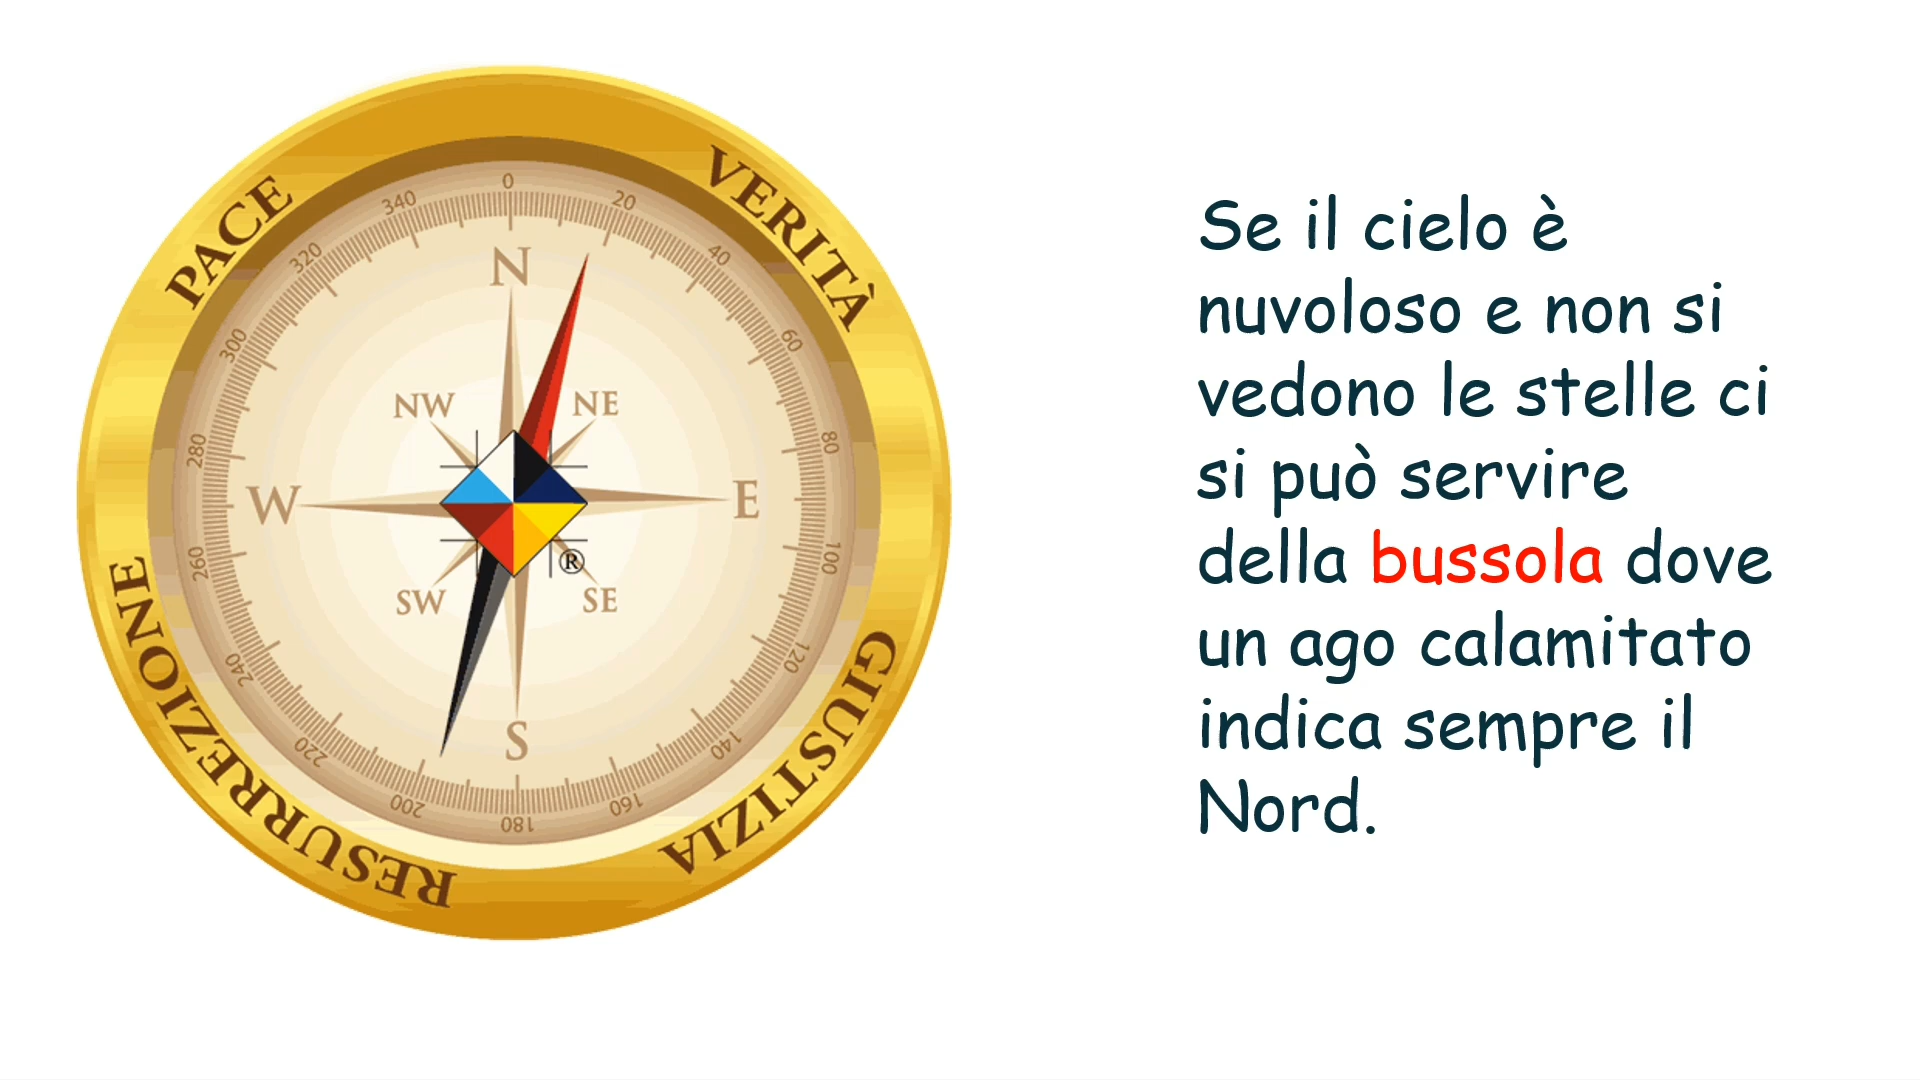 PACE
VERITÀ
GIUSTIZIA
RESURREZIONE
0
20
40
60
80
100
120
140
160
180
200
220
240
260
280
300
320
340
N
NE
E
SE
S
SW
W
NW
®
Se il cielo è
nuvoloso e non si
vedono le stelle ci
si può servire
della bussola dove
un ago calamitato
indica sempre il
Nord.